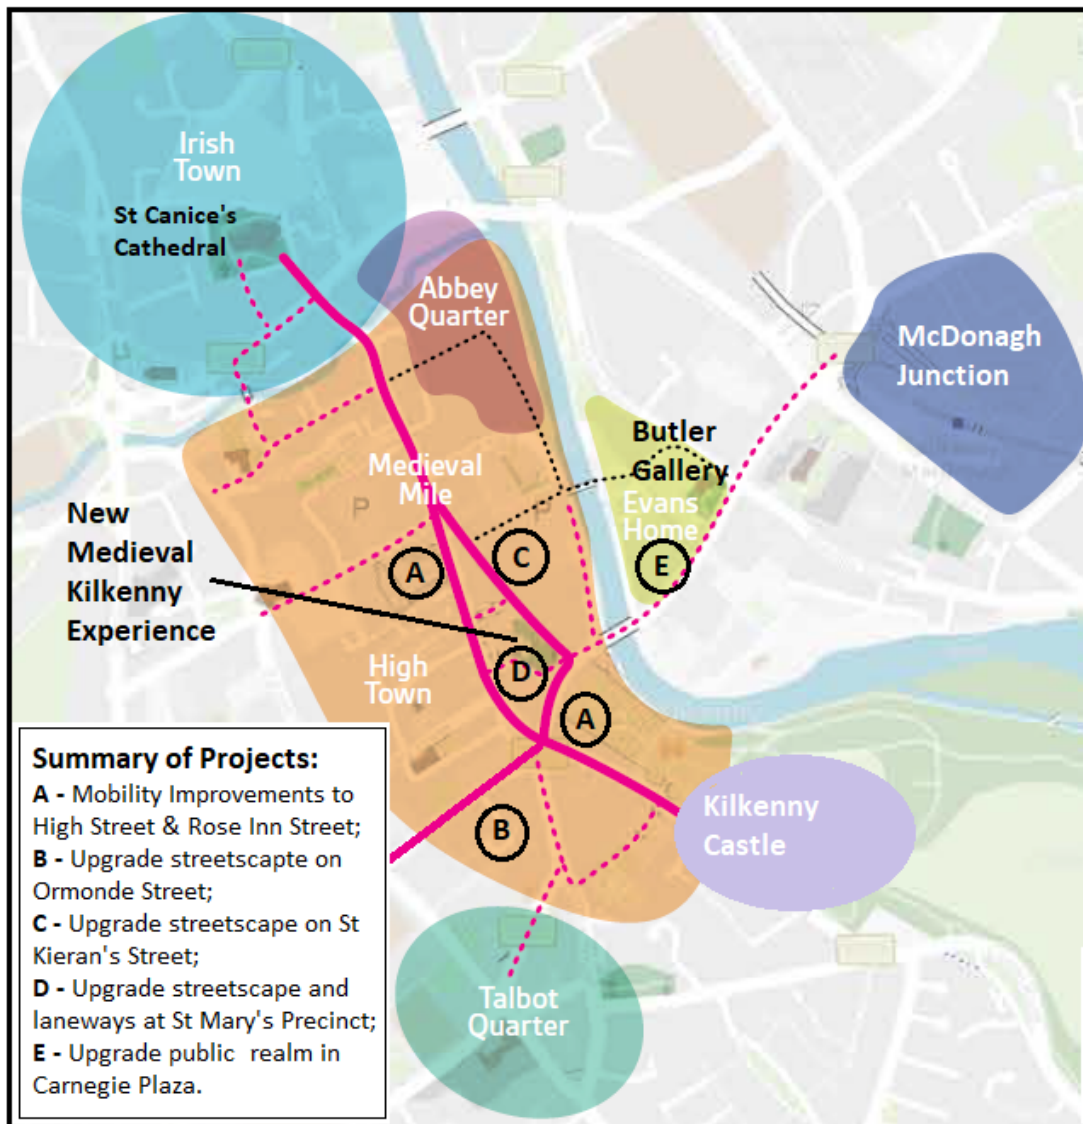 Irish
Town
St Canice's
Cathedral
Abbey
Quarter
McDonagh
Junction
Butler
Gallery
Evans
Home
E
Medieval
Mile
P
P
New
Medieval
Kilkenny
Experience
A
C
D
High
Town
A
B
Kilkenny
Castle
Talbot
Quarter
Summary of Projects:
A - Mobility Improvements to
High Street & Rose Inn Street;
B - Upgrade streetscapte on
Ormonde Street;
C - Upgrade streetscape on St
Kieran's Street;
D - Upgrade streetscape and
laneways at St Mary's Precinct;
E - Upgrade public realm in
Carnegie Plaza.